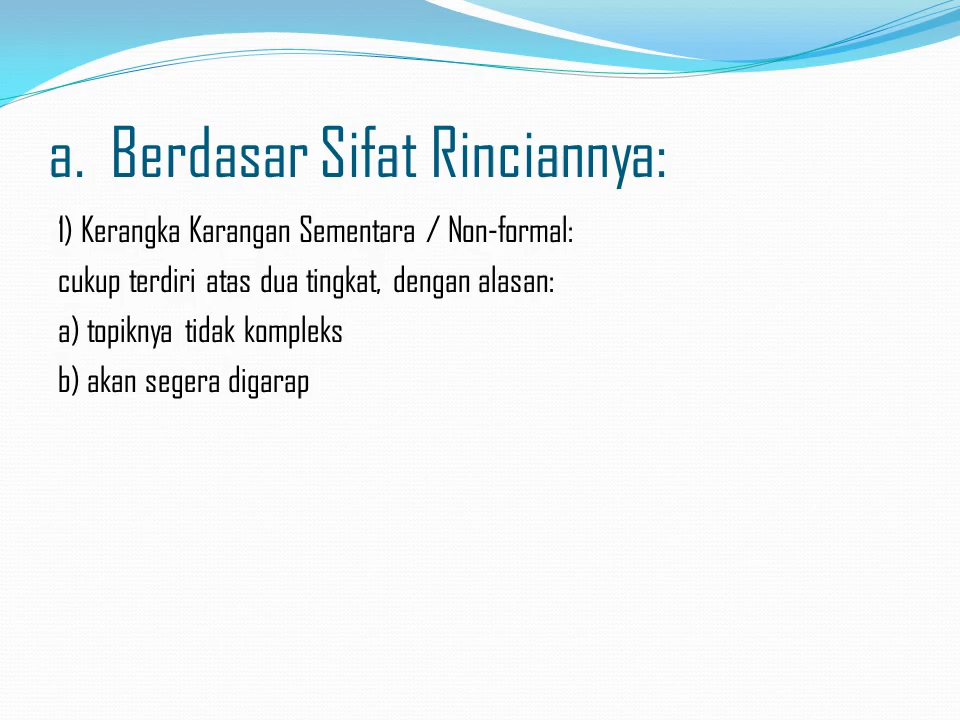 a. Berdasar Sifat Rinciannya:
1) Kerangka Karangan Sementara / Non-formal:
cukup terdiri atas dua tingkat, dengan alasan:
a) topiknya tidak kompleks
b) akan segera digarap